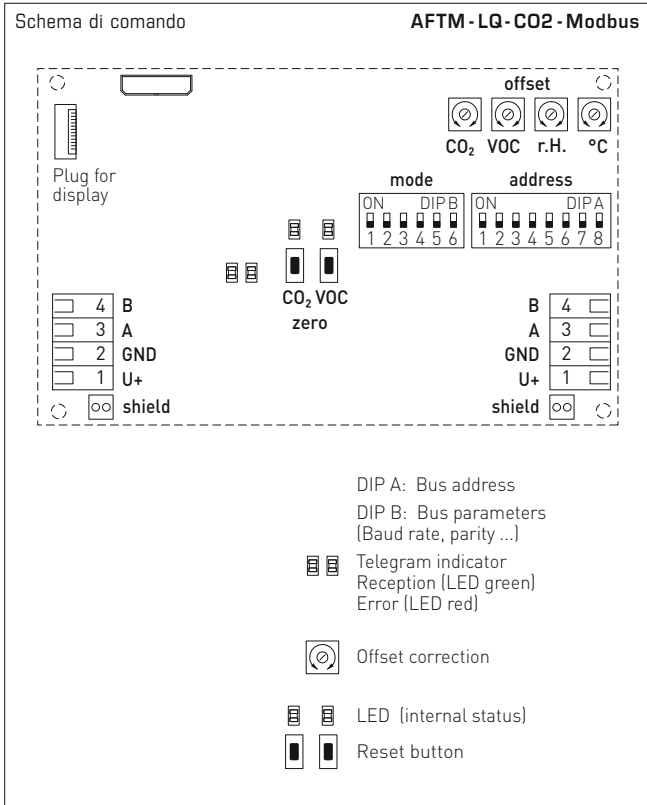 Schema di comando
AFTM-LQ-CO2-Modbus
offset
CO₂ VOC r.H. °C
Plug for
display
mode
address
ON DIP B
ON DIP A
1 2 3 4 5 6
1 2 3 4 5 6 7 8
CO₂ VOC
zero
4 B
3 A
2 GND
1 U+
shield
B 4
A 3
GND 2
U+ 1
shield
DIP A: Bus address
DIP B: Bus parameters
(Baud rate, parity ...)
Telegram indicator
Reception (LED green)
Error (LED red)
Offset correction
LED (internal status)
Reset button